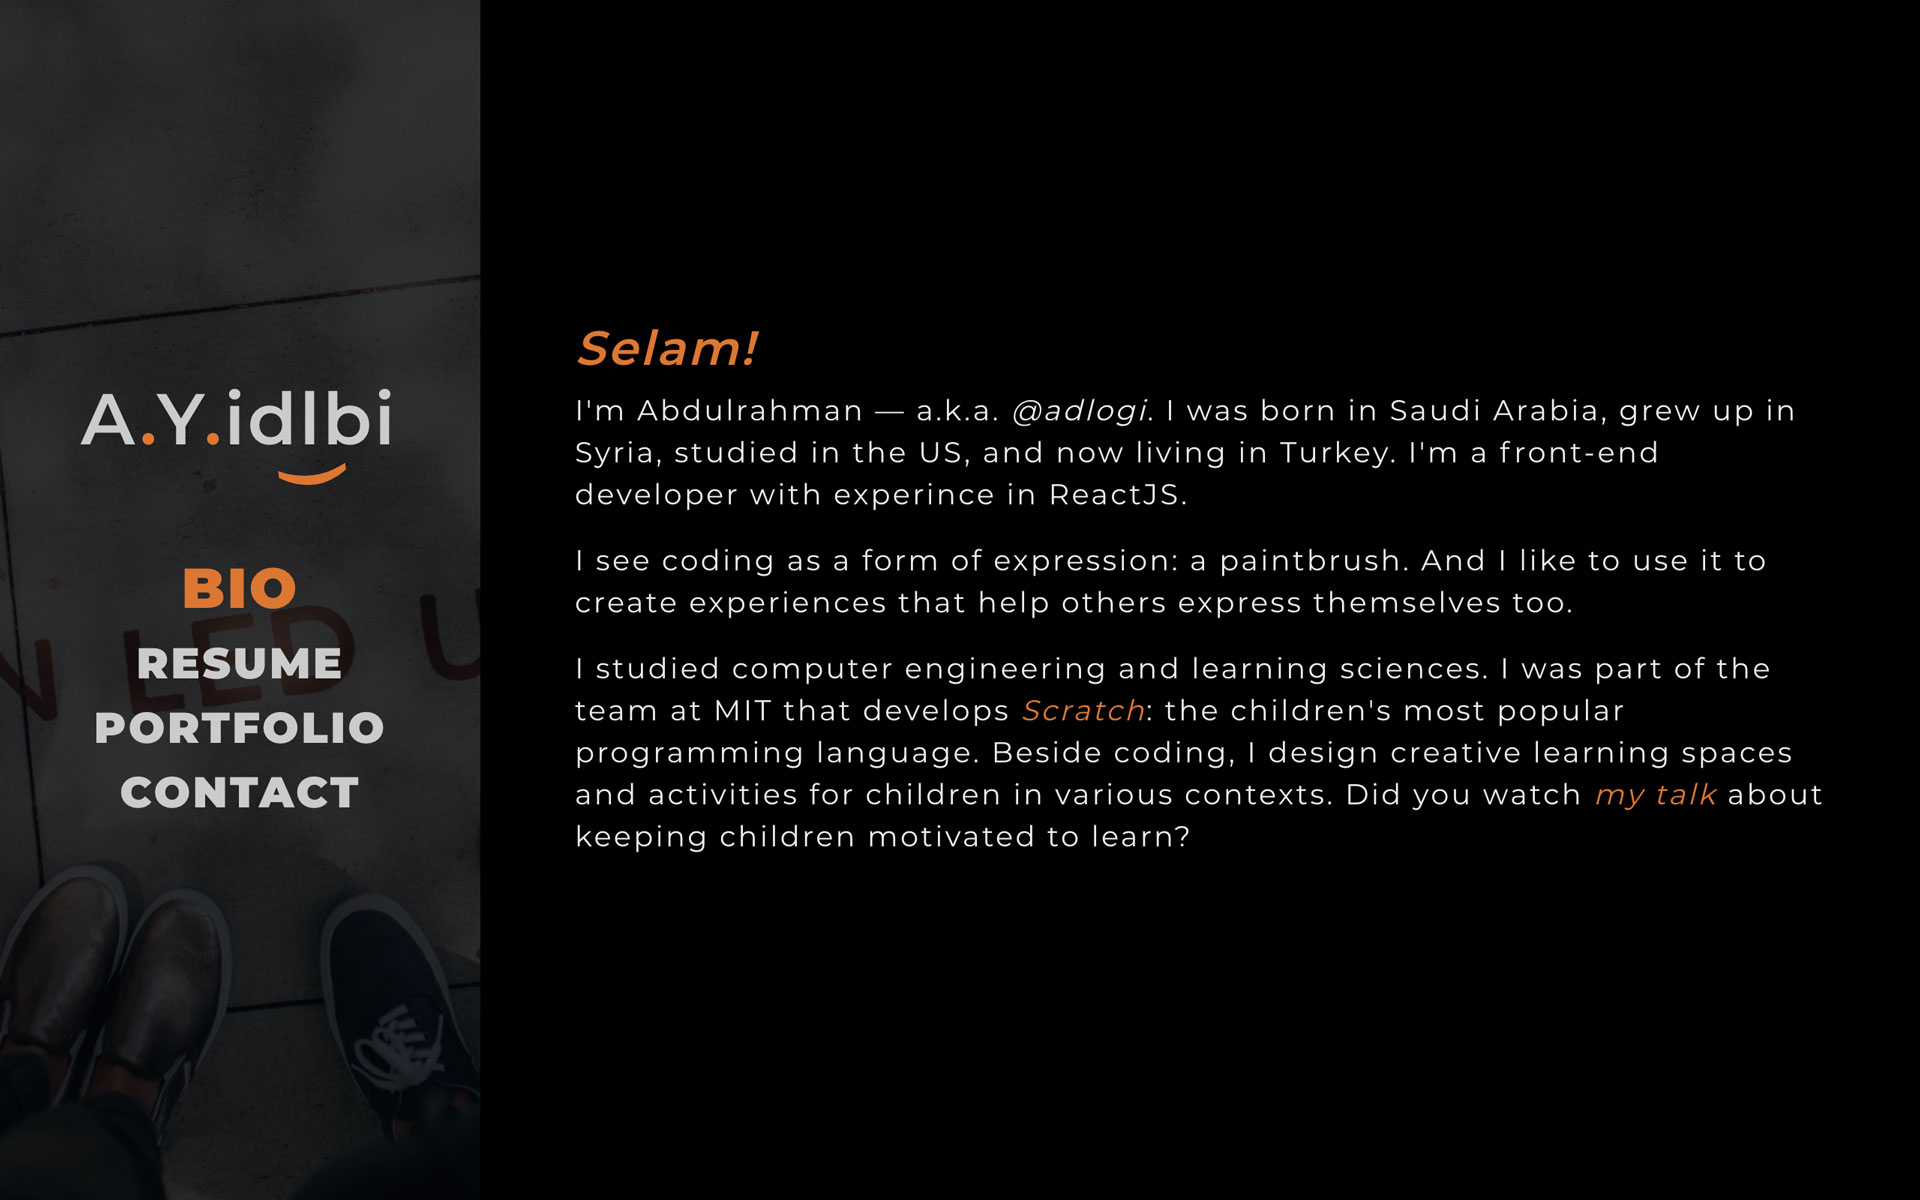 A.Y.idlbi
BIO
RESUME
PORTFOLIO
CONTACT
Selam!
I'm Abdulrahman — a.k.a. @adlogi. I was born in Saudi Arabia, grew up in
Syria, studied in the US, and now living in Turkey. I'm a front-end
developer with experince in ReactJS.
I see coding as a form of expression: a paintbrush. And I like to use it to
create experiences that help others express themselves too.
I studied computer engineering and learning sciences. I was part of the
team at MIT that develops Scratch: the children's most popular
programming language. Beside coding, I design creative learning spaces
and activities for children in various contexts. Did you watch my talk about
keeping children motivated to learn?